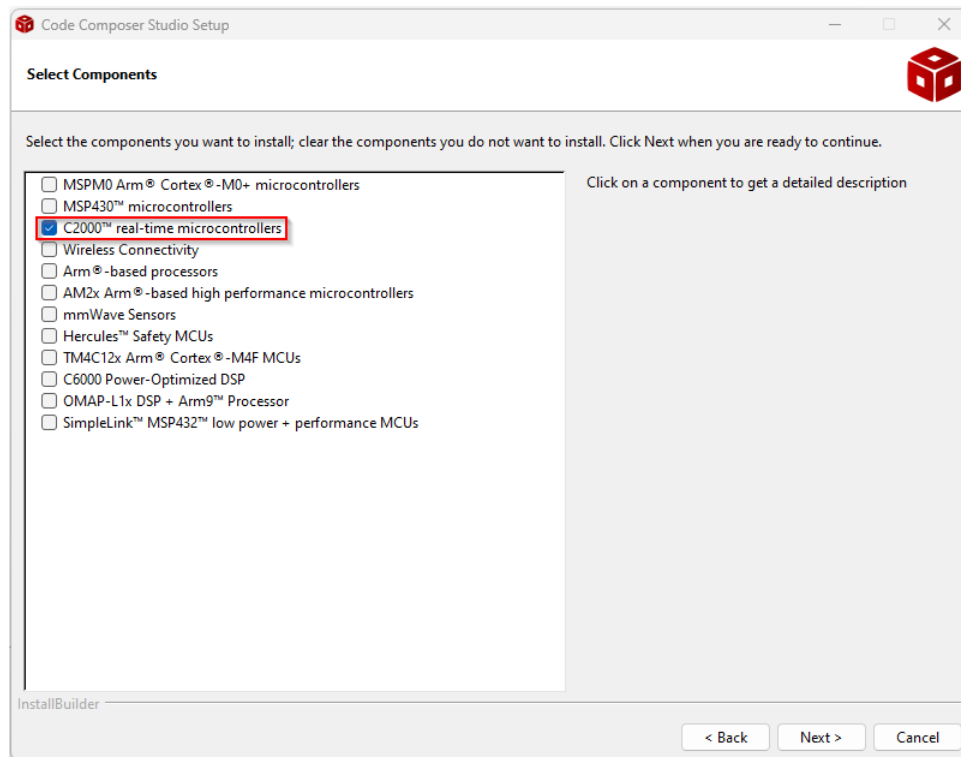 Code Composer Studio Setup
Select Components
Select the components you want to install; clear the components you do not want to install. Click Next when you are ready to continue.
MSPM0 Arm® Cortex®-M0+ microcontrollers
Click on a component to get a detailed description
MSP430™ microcontrollers
C2000™ real-time microcontrollers
Wireless Connectivity
Arm®-based processors
AM2x Arm®-based high performance microcontrollers
mmWave Sensors
Hercules™ Safety MCUs
TM4C12x Arm® Cortex®-M4F MCUs
C6000 Power-Optimized DSP
OMAP-L1x DSP + Arm9™ Processor
SimpleLink™ MSP432™ low power + performance MCUs
InstallBuilder
< Back Next > Cancel